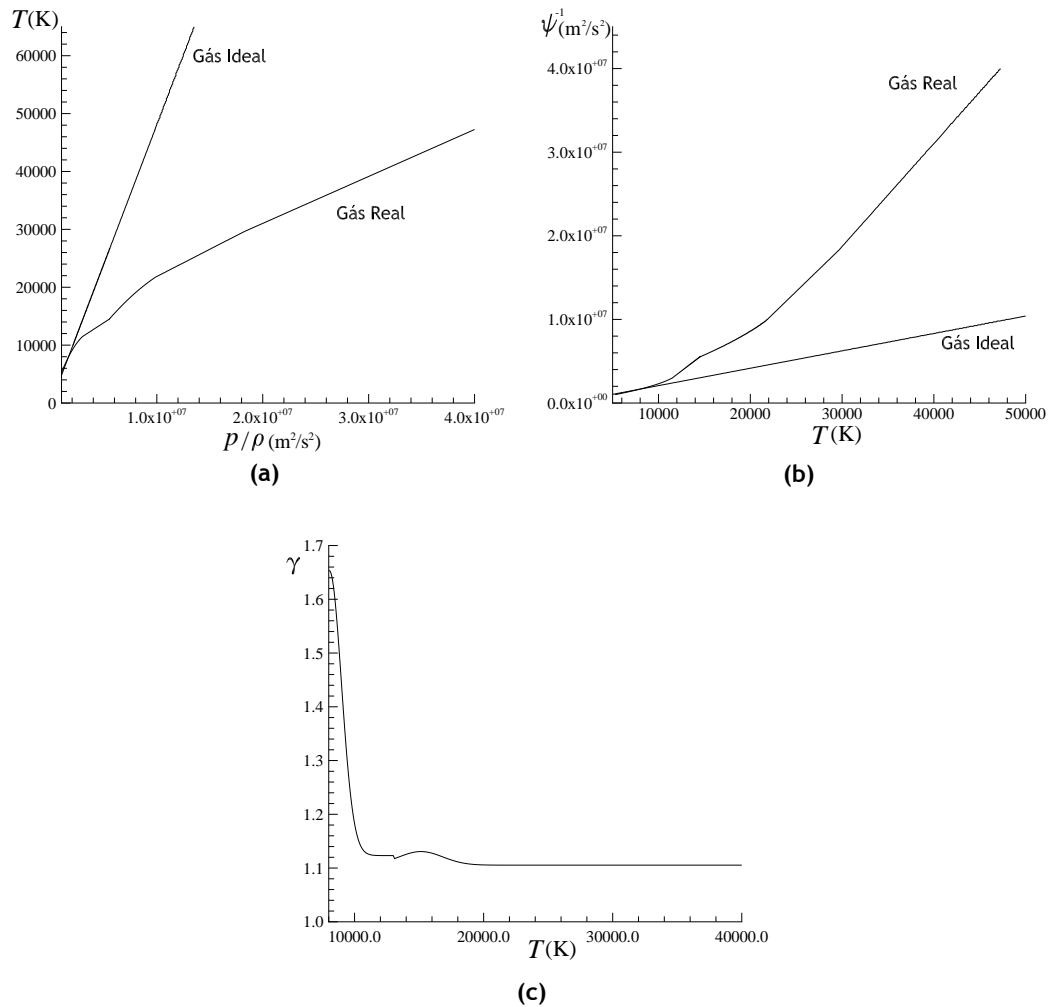 T(K)
60000
50000
40000
30000
20000
10000
0
Gás Ideal
Gás Real
1.0x10⁺⁰⁷ 2.0x10⁺⁰⁷ 3.0x10⁺⁰⁷ 4.0x10⁺⁰⁷
p/ρ (m²/s²)
(a)
ψ⁻¹(m²/s²)
4.0x10⁺⁰⁷
3.0x10⁺⁰⁷
2.0x10⁺⁰⁷
1.0x10⁺⁰⁷
0.0x10⁺⁰⁰
Gás Real
Gás Ideal
10000 20000 30000 40000 50000
T(K)
(b)
γ
1.7
1.6
1.5
1.4
1.3
1.2
1.1
1.0
10000.0 20000.0 30000.0 40000.0
T(K)
(c)